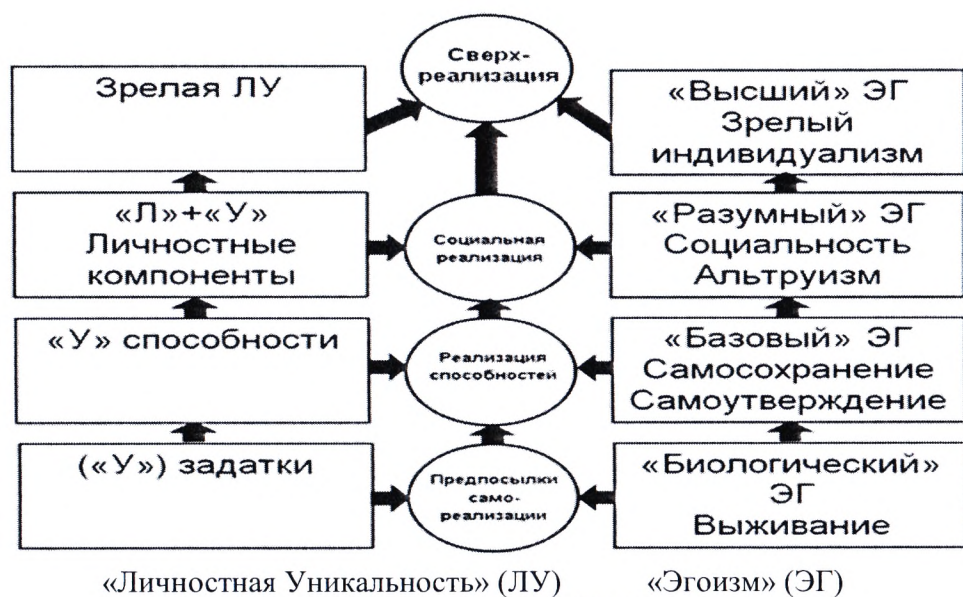 Сверх-
реализация
Зрелая ЛУ
«Высший» ЭГ
Зрелый
индивидуализм
«Л»+«У»
Личностные
компоненты
Социальная
реализация
«Разумный» ЭГ
Социальность
Альтруизм
«У» способности
Реализация
способностей
«Базовый» ЭГ
Самосохранение
Самоутверждение
(«У») задатки
Предпосылки
само-
реализации
«Биологический»
ЭГ
Выживание
«Личностная Уникальность» (ЛУ) «Эгоизм» (ЭГ)